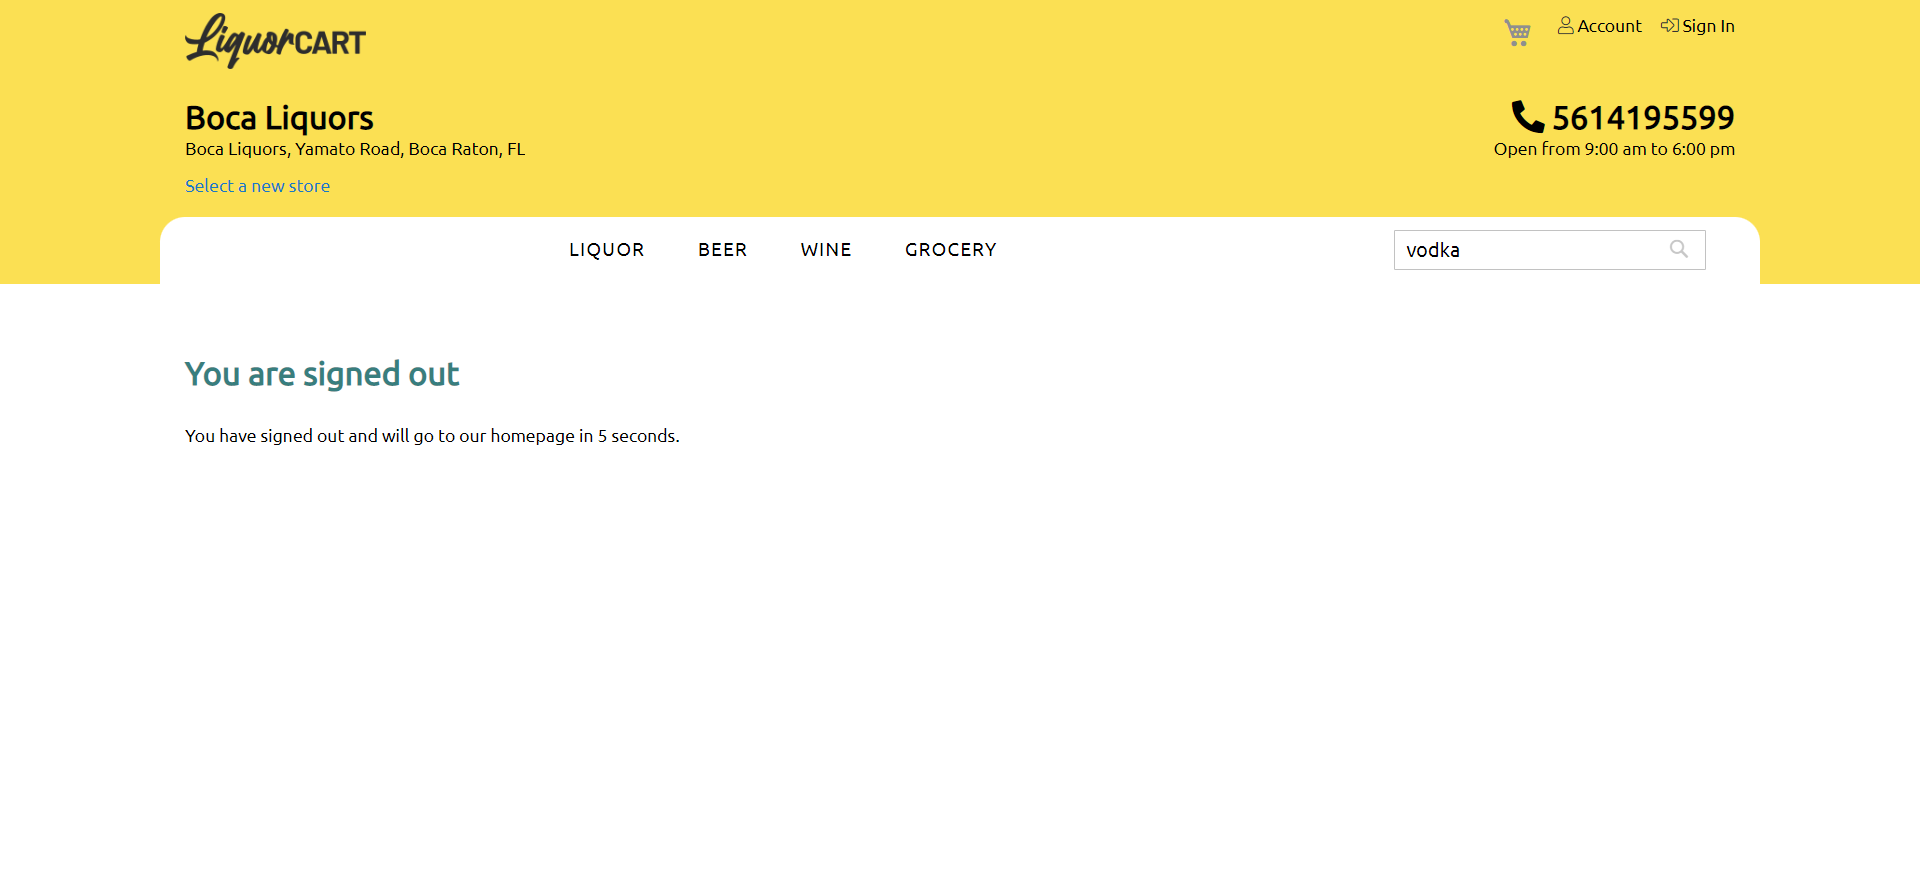 LiquorCART
Account
Sign In
Boca Liquors
5614195599
Boca Liquors, Yamato Road, Boca Raton, FL
Open from 9:00 am to 6:00 pm
Select a new store
LIQUOR
BEER
WINE
GROCERY
vodka
You are signed out
You have signed out and will go to our homepage in 5 seconds.